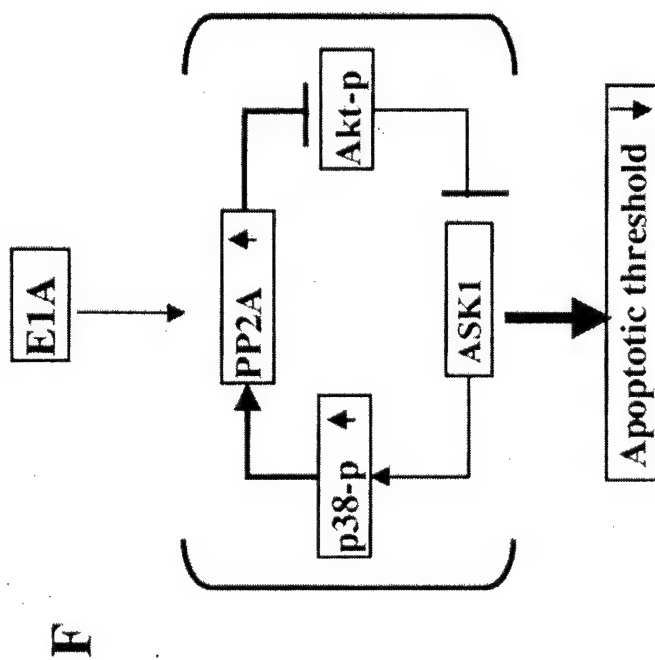 F
E1A
PP2A
p38-p
Akt-p
ASK1
Apoptotic threshold